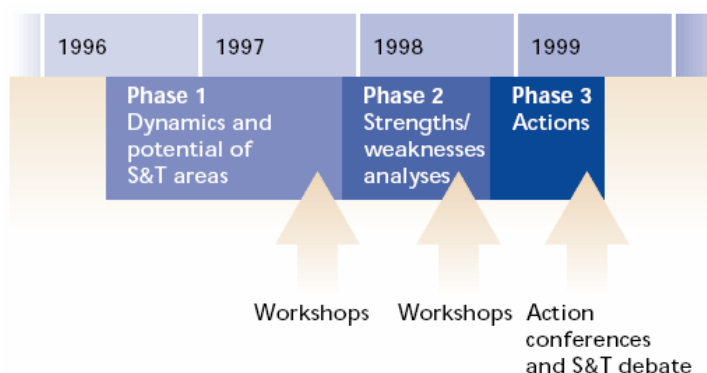 1996 1997 1998 1999
Phase 1
Dynamics and
potential of
S&T areas
Phase 2
Strengths/
weaknesses
analyses
Phase 3
Actions
Workshops
Workshops
Action
conferences
and S&T debate